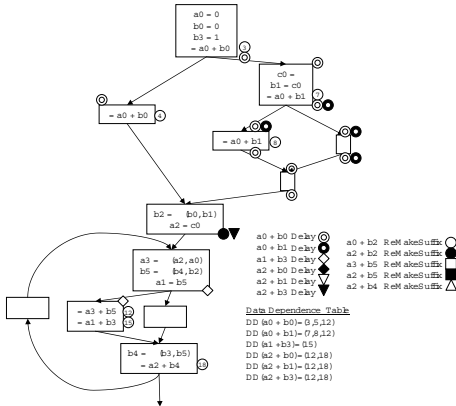 a0 = 0
b0 = 0
b3 = 1
= a0 + b0
3
c0 =
b1 = c0
= a0 + b1
7
= a0 + b0
4
= a0 + b1
8
b2 = (b0,b1)
a2 = c0
a3 = (a2,a0)
b5 = (b4,b2)
a1 = b5
= a3 + b5
12
= a1 + b3
15
b4 = (b3,b5)
= a2 + b4
18
a0 + b0 Delay
a0 + b1 Delay
a1 + b3 Delay
a2 + b0 Delay
a2 + b1 Delay
a2 + b3 Delay
a0 + b2 ReMakeSuffix
a2 + b2 ReMakeSuffix
a3 + b5 ReMakeSuffix
a2 + b5 ReMakeSuffix
a2 + b4 ReMakeSuffix
Data Dependence Table
DD (a0 + b0)= (3,5,12)
DD (a0 + b1)= (7,8,12)
DD (a1 +b3)= (15)
DD (a2 + b0)= (12,18)
DD (a2 + b1)= (12,18)
DD (a2 + b3)= (12,18)